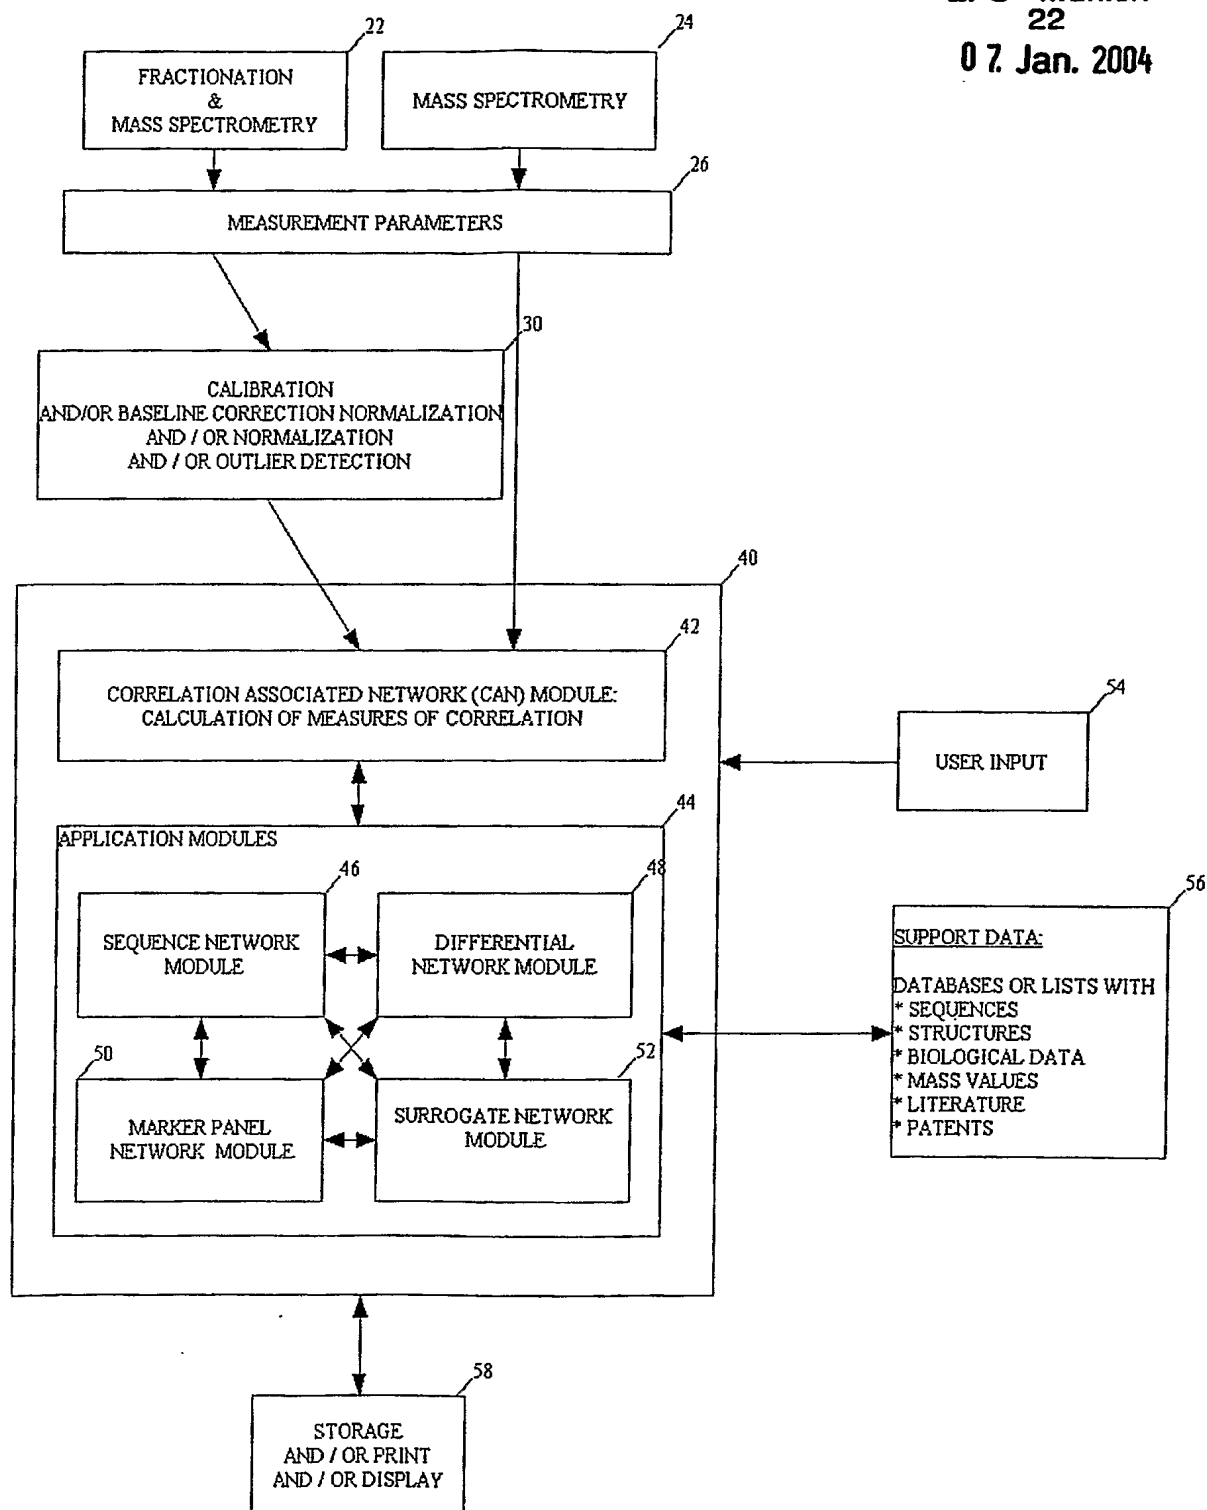 22
07. Jan. 2004
22
24
FRACTIONATION
&
MASS SPECTROMETRY
MASS SPECTROMETRY
26
MEASUREMENT PARAMETERS
30
CALIBRATION
AND/OR BASELINE CORRECTION NORMALIZATION
AND / OR NORMALIZATION
AND / OR OUTLIER DETECTION
40
42
CORRELATION ASSOCIATED NETWORK (CAN) MODULE:
CALCULATION OF MEASURES OF CORRELATION
54
USER INPUT
44
APPLICATION MODULES
46
48
SEQUENCE NETWORK
MODULE
DIFFERENTIAL
NETWORK MODULE
56
SUPPORT DATA:
DATABASES OR LISTS WITH
* SEQUENCES
* STRUCTURES
* BIOLOGICAL DATA
* MASS VALUES
* LITERATURE
* PATENTS
50
52
MARKER PANEL
NETWORK MODULE
SURROGATE NETWORK
MODULE
58
STORAGE
AND / OR PRINT
AND / OR DISPLAY